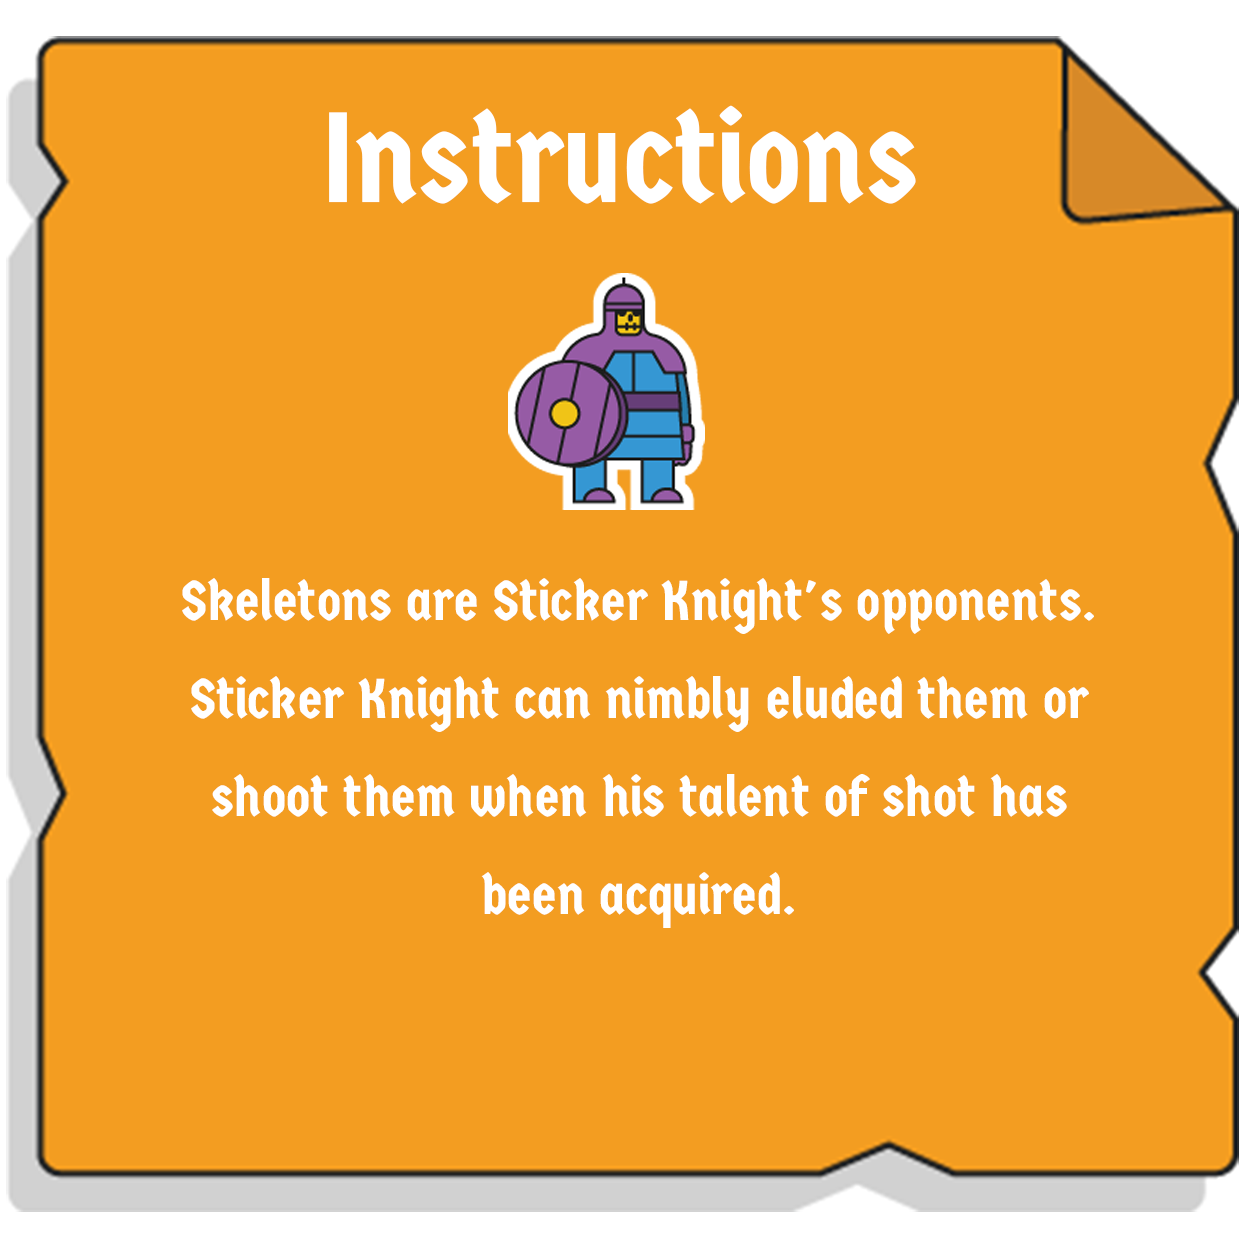 Instructions
Skeletons are Sticker Knight's opponents.
Sticker Knight can nimbly eluded them or
shoot them when his talent of shot has
been acquired.